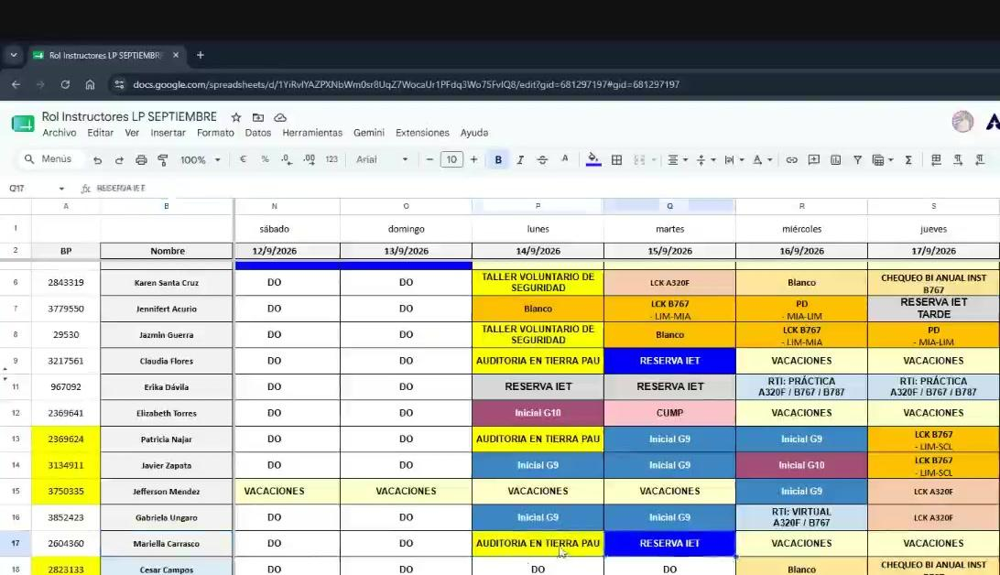 Rol Instructores LP SEPTIEMBR
docs.google.com/spreadsheets/d/1YiRvlYAZPXNbWm0sr8UqZ7WocaUr1PFdq3Wo75FvIQ8/edit?gid=681297197#gid=681297197
Rol Instructores LP SEPTIEMBRE
Archivo Editar Ver Insertar Formato Datos Herramientas Gemini Extensiones Ayuda
Menús 100% € % .0 .00 123 Arial − 10 + B I A
Q17 fx RESERVA IET
A B N O P Q R S
1 sábado domingo lunes martes miércoles jueves
2 BP Nombre 12/9/2026 13/9/2026 14/9/2026 15/9/2026 16/9/2026 17/9/2026
6 2843319 Karen Santa Cruz DO DO TALLER VOLUNTARIO DE SEGURIDAD LCK A320F Blanco CHEQUEO BI ANUAL INST B767
7 3779550 Jennifert Acurio DO DO Blanco LCK B767 - LIM-MIA PD - MIA-LIM RESERVA IET TARDE
8 29530 Jazmin Guerra DO DO TALLER VOLUNTARIO DE SEGURIDAD Blanco LCK B767 - LIM-MIA PD - MIA-LIM
9 3217561 Claudia Flores DO DO AUDITORIA EN TIERRA PAU RESERVA IET VACACIONES VACACIONES
11 967092 Erika Dávila DO DO RESERVA IET RESERVA IET RTI: PRÁCTICA A320F / B767 / B787 RTI: PRÁCTICA A320F / B767 / B787
12 2369641 Elizabeth Torres DO DO Inicial G10 CUMP VACACIONES VACACIONES
13 2369624 Patricia Najar DO DO AUDITORIA EN TIERRA PAU Inicial G9 Inicial G9 LCK B767 - LIM-SCL
14 3134911 Javier Zapata DO DO Inicial G9 Inicial G9 Inicial G10 LCK B767 - LIM-SCL
15 3750335 Jefferson Mendez VACACIONES VACACIONES VACACIONES VACACIONES Inicial G9 LCK A320F
16 3852423 Gabriela Ungaro DO DO Inicial G9 Inicial G9 RTI: VIRTUAL A320F / B767 LCK A320F
17 2604360 Mariella Carrasco DO DO AUDITORIA EN TIERRA PAU RESERVA IET VACACIONES VACACIONES
18 2823133 Cesar Campos DO DO DO DO Blanco CHEQUEO BI ANUAL INST